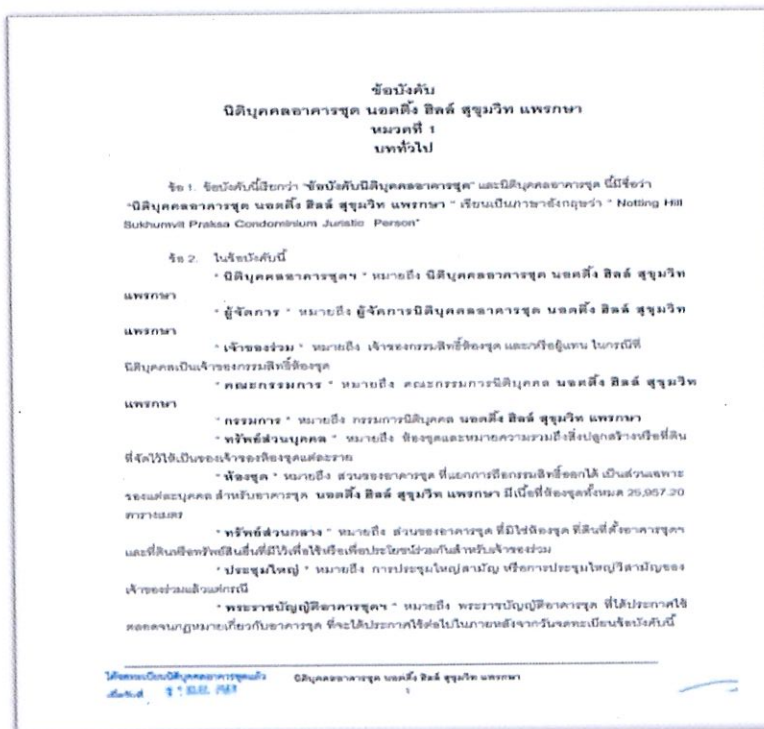 ข้อบังคับ
นิติบุคคลอาคารชุด นอตติ้ง ฮิลล์ สุขุมวิท แพรกษา
หมวดที่ 1
บททั่วไป
ข้อ 1. ข้อบังคับนี้เรียกว่า "ข้อบังคับนิติบุคคลอาคารชุด" และนิติบุคคลอาคารชุด นี้มีชื่อว่า
"นิติบุคคลอาคารชุด นอตติ้ง ฮิลล์ สุขุมวิท แพรกษา " เรียกเป็นภาษาอังกฤษว่า " Notting Hill
Sukhumvit Praksa Condominium Juristic Person"
ข้อ 2. ในข้อบังคับนี้
" นิติบุคคลอาคารชุดฯ " หมายถึง นิติบุคคลอาคารชุด นอตติ้ง ฮิลล์ สุขุมวิท
แพรกษา
" ผู้จัดการ " หมายถึง ผู้จัดการนิติบุคคลอาคารชุด นอตติ้ง ฮิลล์ สุขุมวิท
แพรกษา
" เจ้าของร่วม " หมายถึง เจ้าของกรรมสิทธิ์ห้องชุด และหรือผู้แทน ในกรณีที่
นิติบุคคลเป็นเจ้าของกรรมสิทธิ์ห้องชุด
" คณะกรรมการ " หมายถึง คณะกรรมการนิติบุคคล นอตติ้ง ฮิลล์ สุขุมวิท
แพรกษา
" กรรมการ " หมายถึง กรรมการนิติบุคคล นอตติ้ง ฮิลล์ สุขุมวิท แพรกษา
" ทรัพย์ส่วนบุคคล " หมายถึง ห้องชุดและหมายความรวมถึงสิ่งปลูกสร้างหรือที่ดิน
ที่จัดไว้ให้เป็นของเจ้าของห้องชุดแต่ละราย
" ห้องชุด " หมายถึง ส่วนของอาคารชุด ที่แยกการถือกรรมสิทธิ์ออกได้ เป็นส่วนเฉพาะ
ของแต่ละบุคคล สำหรับอาคารชุด นอตติ้ง ฮิลล์ สุขุมวิท แพรกษา มีเนื้อที่ห้องชุดทั้งหมด 25,957.20
ตารางเมตร
" ทรัพย์ส่วนกลาง " หมายถึง ส่วนของอาคารชุด ที่มิใช่ห้องชุด ที่ดินที่ตั้งอาคารชุดฯ
และที่ดินหรือทรัพย์สินอื่นที่มีไว้เพื่อใช้หรือเพื่อประโยชน์ร่วมกันสำหรับเจ้าของร่วม
" ประชุมใหญ่ " หมายถึง การประชุมใหญ่สามัญ หรือการประชุมใหญ่วิสามัญของ
เจ้าของร่วมแล้วแต่กรณี
" พระราชบัญญัติอาคารชุดฯ " หมายถึง พระราชบัญญัติอาคารชุด ที่ได้ประกาศใช้
ตลอดจนกฎหมายเกี่ยวกับอาคารชุด ที่จะได้ประกาศใช้ต่อไปในภายหลังจากวันจดทะเบียนข้อบังคับนี้
ได้จดทะเบียนนิติบุคคลอาคารชุดแล้ว
เมื่อวันที่
นิติบุคคลอาคารชุด นอตติ้ง ฮิลล์ สุขุมวิท แพรกษา
1